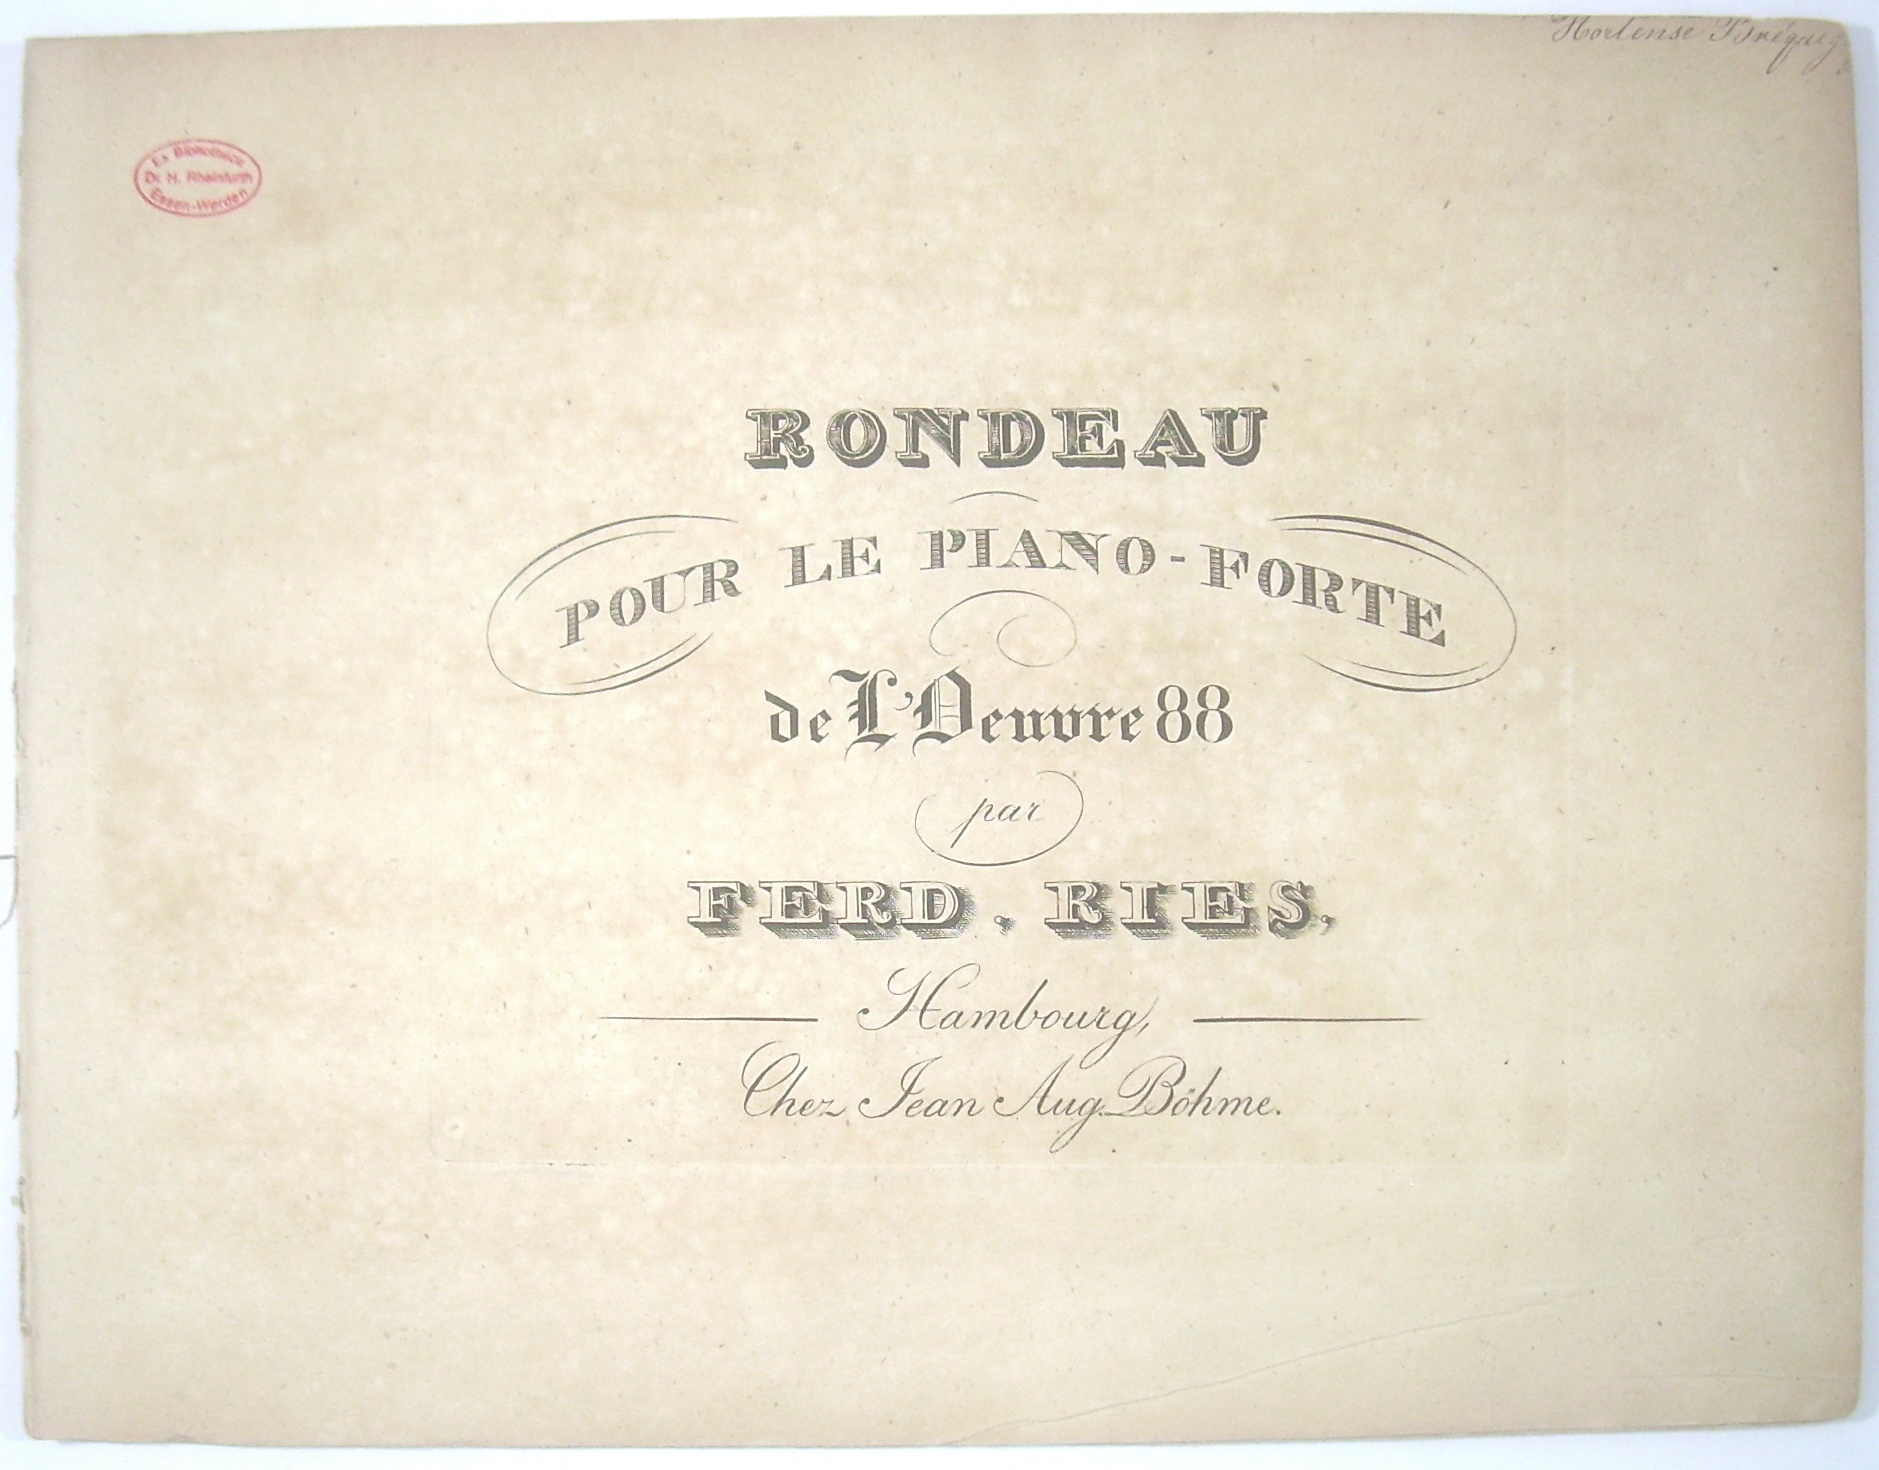 Hortense
Ex Bibliotheca
Dr. H. Rheinfurth
Essen-Werden
RONDEAU
POUR LE PIANO-FORTE
de L'Oeuvre 88
par
FERD. RIES,
Hambourg,
Chez Jean Aug. Böhme.